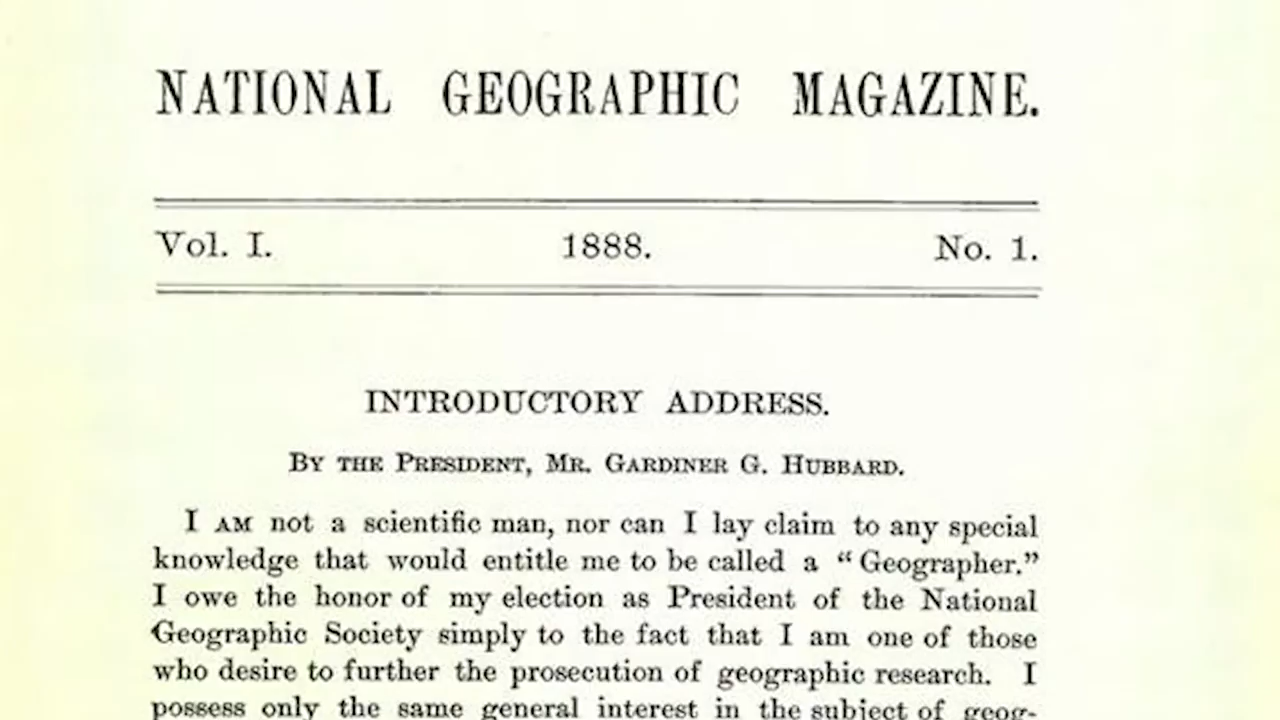 NATIONAL GEOGRAPHIC MAGAZINE.
Vol. I. 1888. No. 1.
INTRODUCTORY ADDRESS.
By the President, Mr. Gardiner G. Hubbard.
I am not a scientific man, nor can I lay claim to any special
knowledge that would entitle me to be called a “Geographer.”
I owe the honor of my election as President of the National
Geographic Society simply to the fact that I am one of those
who desire to further the prosecution of geographic research. I
possess only the same general interest in the subject of geog-